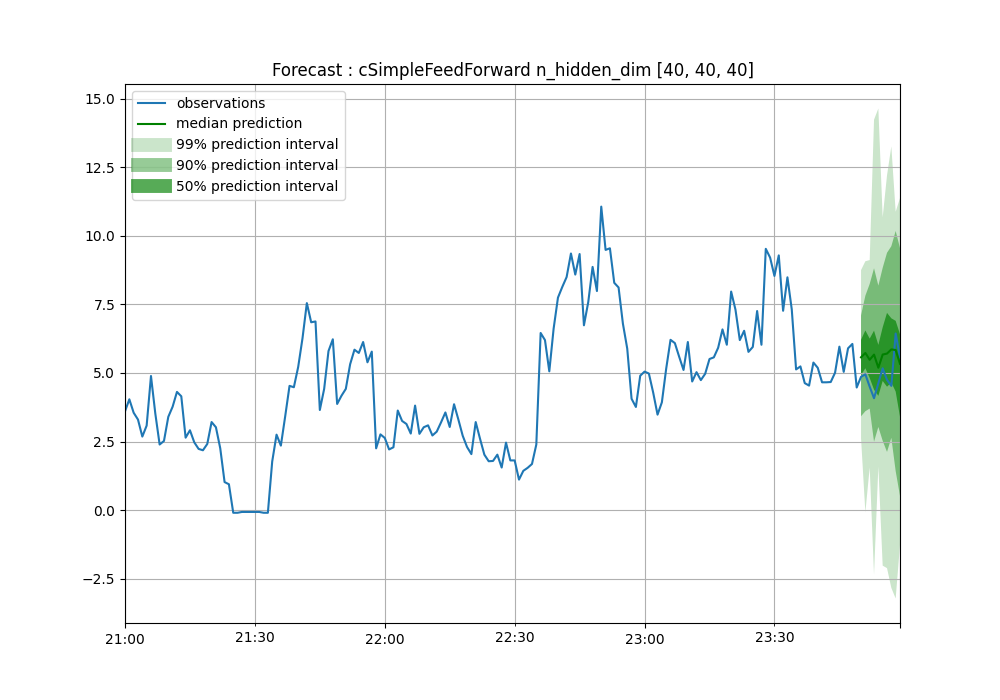 Forecast : cSimpleFeedForward n_hidden_dim [40, 40, 40]
observations
median prediction
99% prediction interval
90% prediction interval
50% prediction interval
15.0
12.5
10.0
7.5
5.0
2.5
0.0
−2.5
21:00
21:30
22:00
22:30
23:00
23:30